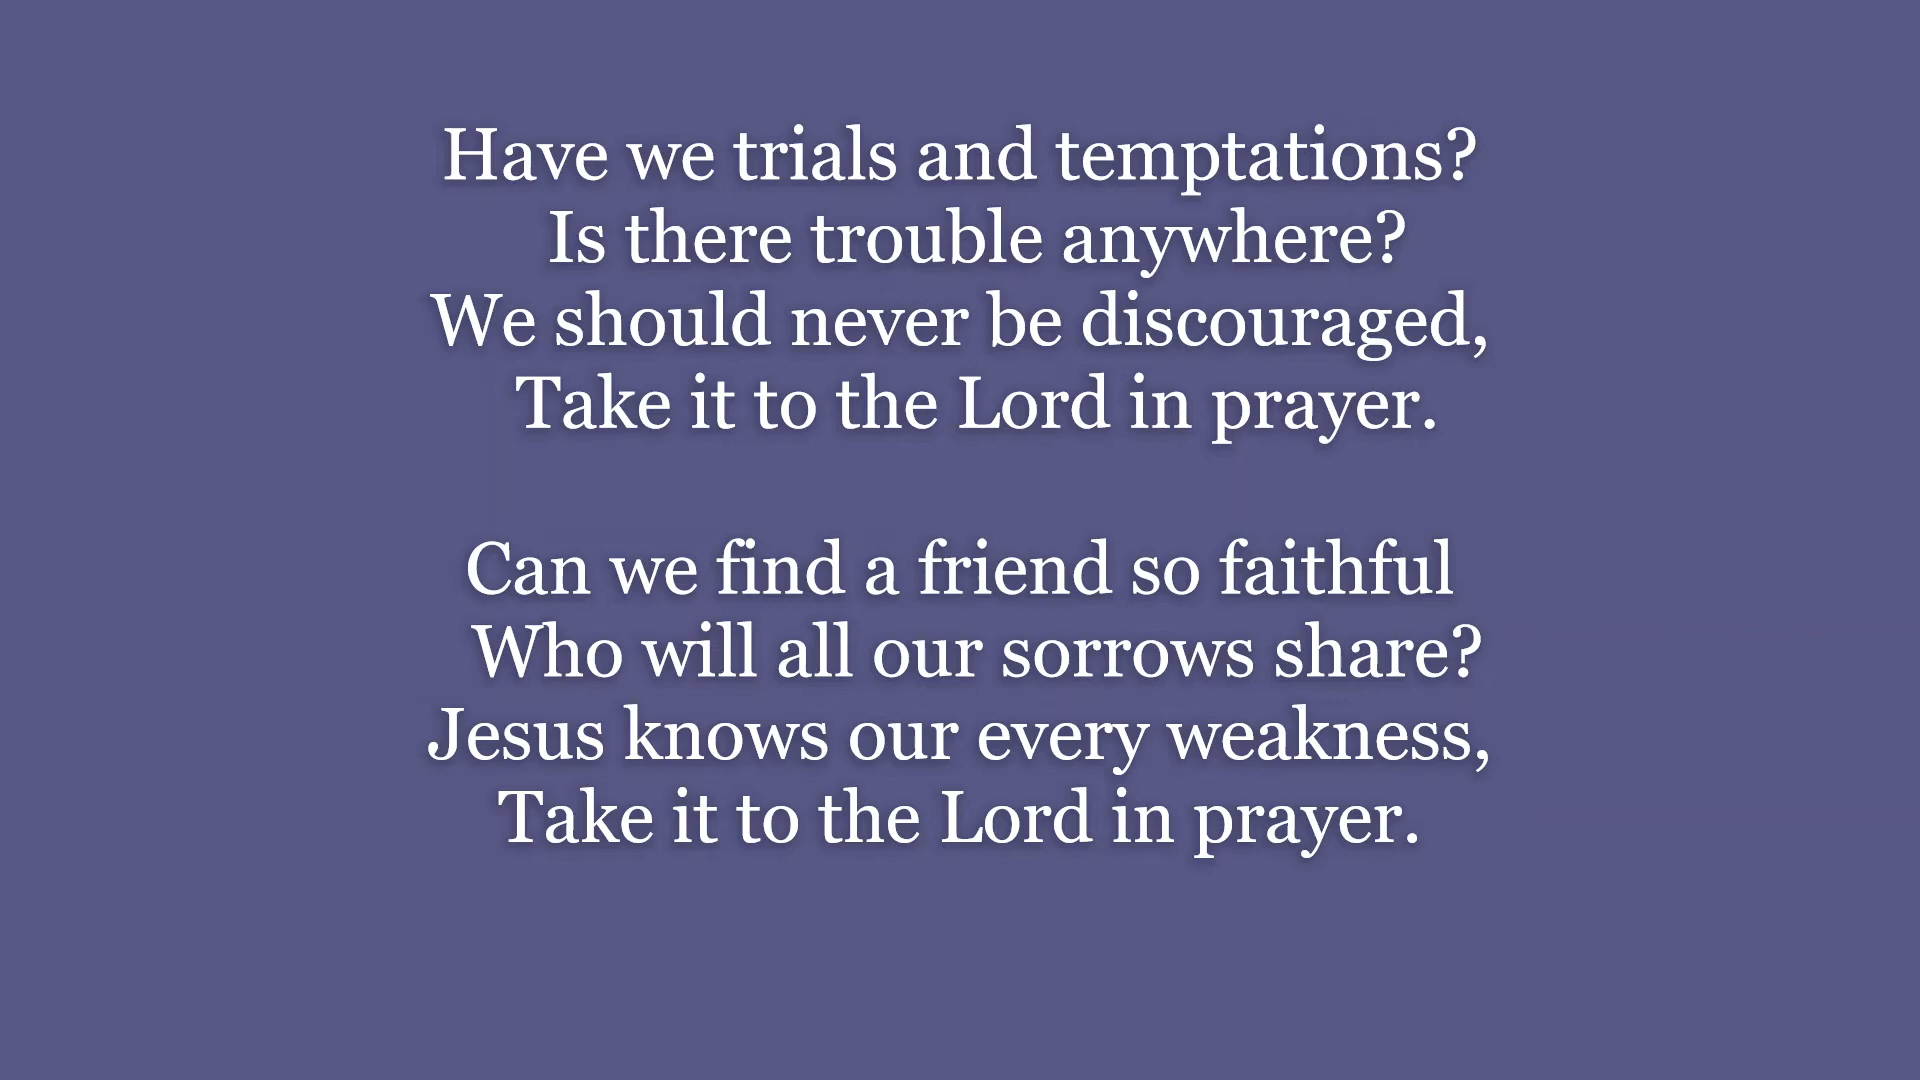 Have we trials and temptations?
Is there trouble anywhere?
We should never be discouraged,
Take it to the Lord in prayer.
Can we find a friend so faithful
Who will all our sorrows share?
Jesus knows our every weakness,
Take it to the Lord in prayer.